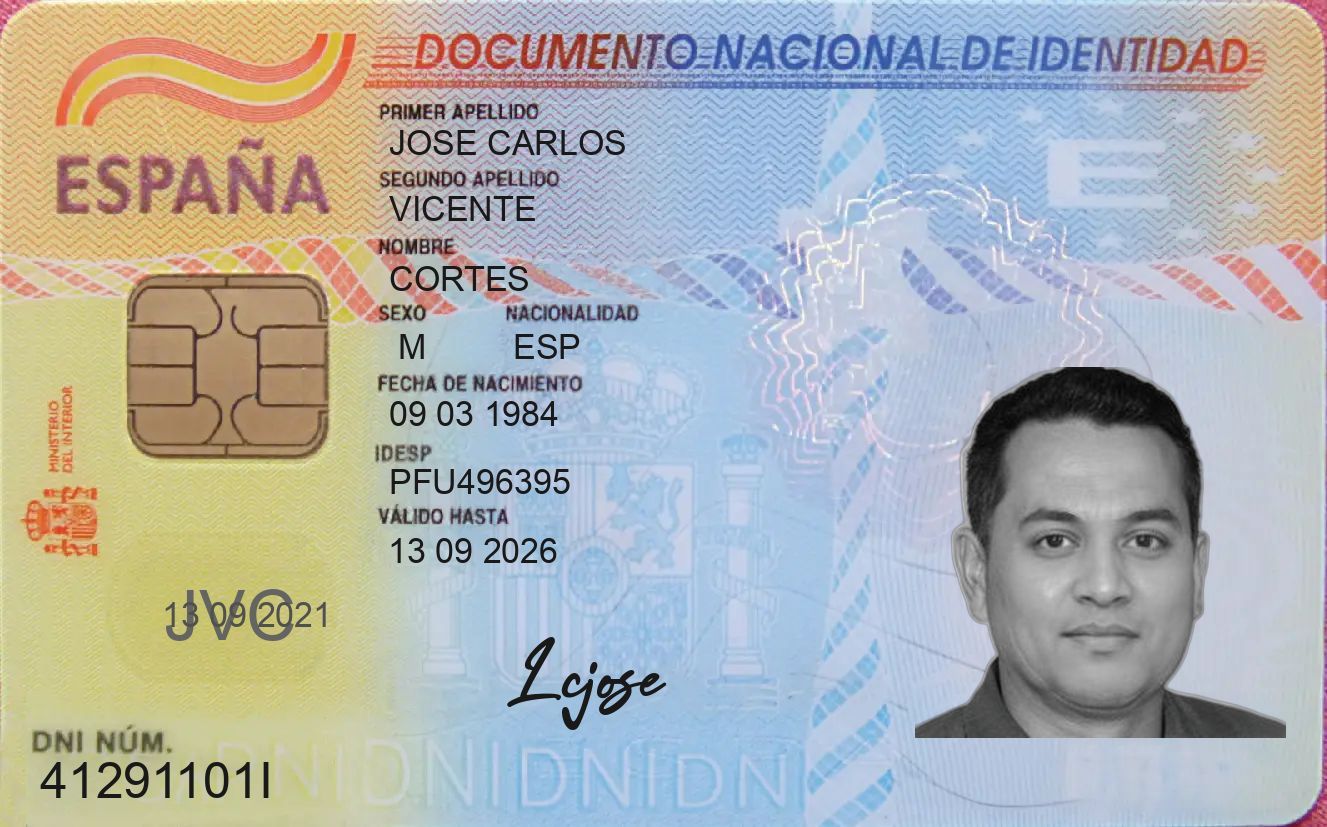 DOCUMENTO NACIONAL DE IDENTIDAD
ESPAÑA
PRIMER APELLIDO
JOSE CARLOS
SEGUNDO APELLIDO
VICENTE
NOMBRE
CORTES
SEXO NACIONALIDAD
M ESP
FECHA DE NACIMIENTO
09 03 1984
IDESP
PFU496395
VÁLIDO HASTA
13 09 2026
MINISTERIO
DEL INTERIOR
E
13 09 2021
JVC
Lcjose
DNI NÚM.
41291101I
DNIDNIDNIDNI